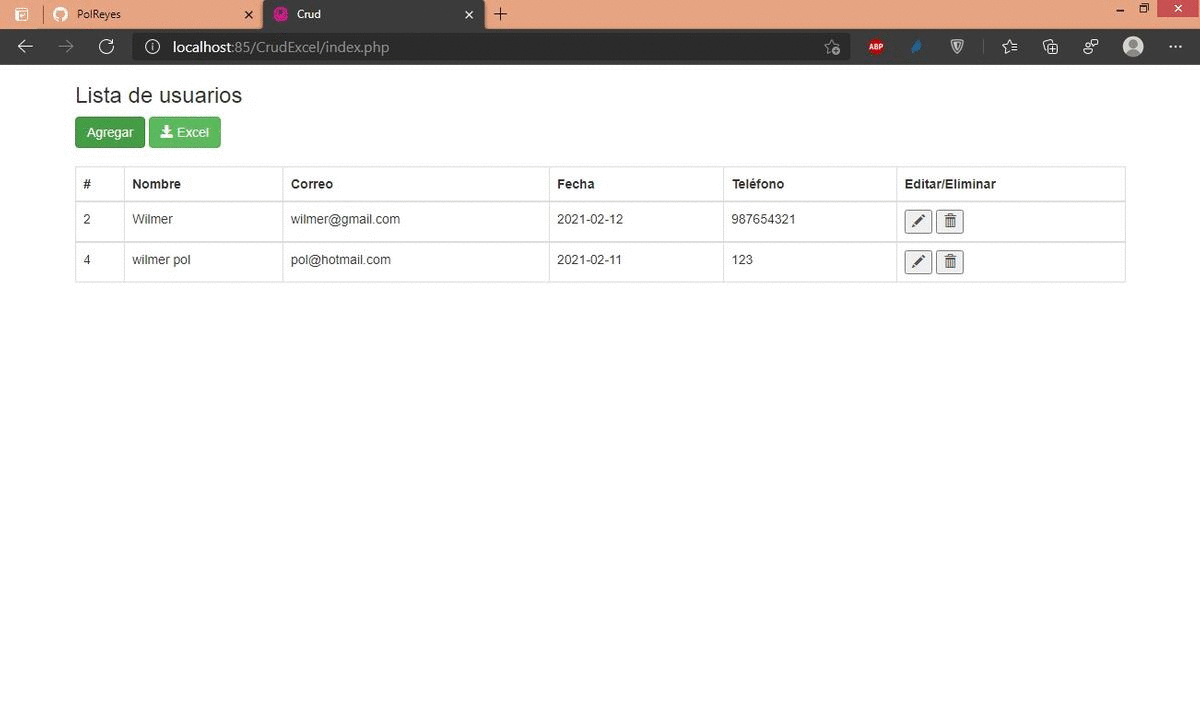 PolReyes
Crud
localhost:85/CrudExcel/index.php
ABP
Lista de usuarios
Agregar
Excel
# Nombre Correo Fecha Teléfono Editar/Eliminar
2 Wilmer wilmer@gmail.com 2021-02-12 987654321
4 wilmer pol pol@hotmail.com 2021-02-11 123